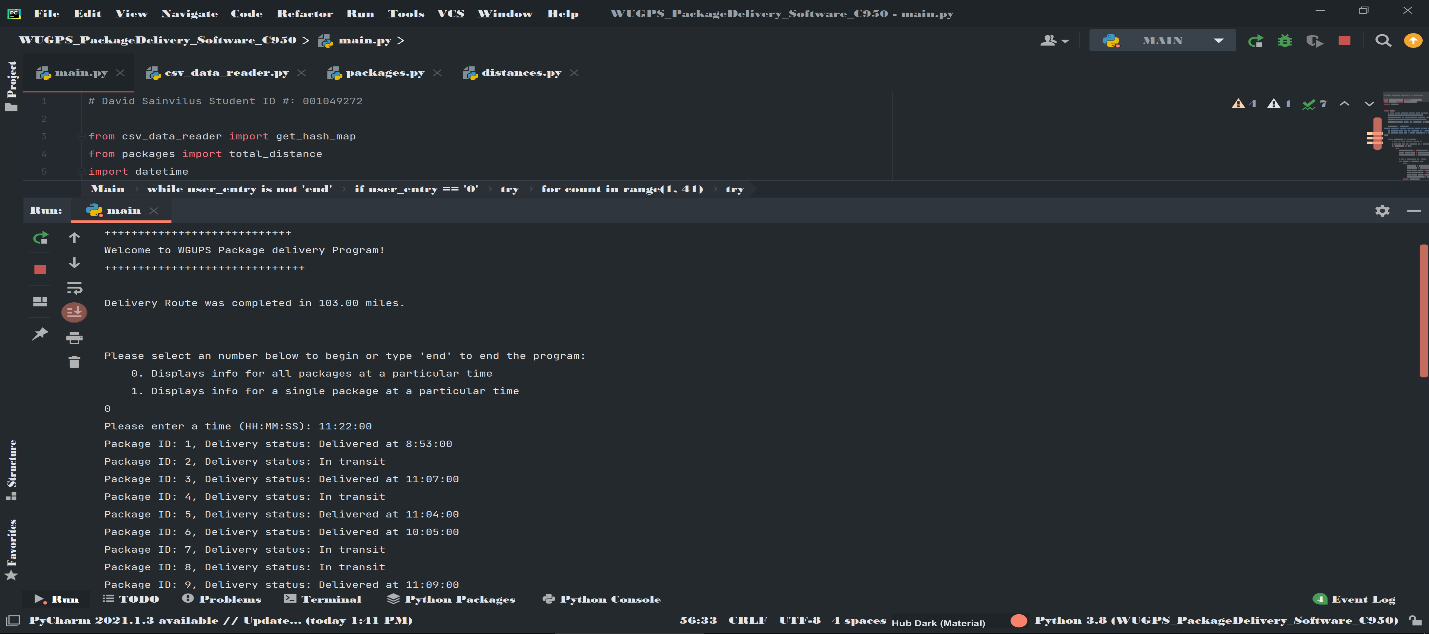 File Edit View Navigate Code Refactor Run Tools VCS Window Help WUGPS_PackageDelivery_Software_C950 - main.py
WUGPS_PackageDelivery_Software_C950 > main.py >
MAIN
Project
main.py csv_data_reader.py packages.py distances.py
1 # David Sainvilus Student ID #: 001049272
4 1 7
2
3 from csv_data_reader import get_hash_map
4 from packages import total_distance
5 import datetime
Main > while user_entry is not 'end' > if user_entry == '0' > try > for count in range(1, 41) > try
Run: main
++++++++++++++++++++++++++++
Welcome to WGUPS Package delivery Program!
++++++++++++++++++++++++++++++
Delivery Route was completed in 103.00 miles.
Please select an number below to begin or type 'end' to end the program:
0. Displays info for all packages at a particular time
1. Displays info for a single package at a particular time
0
Please enter a time (HH:MM:SS): 11:22:00
Package ID: 1, Delivery status: Delivered at 8:53:00
Package ID: 2, Delivery status: In transit
Package ID: 3, Delivery status: Delivered at 11:07:00
Package ID: 4, Delivery status: In transit
Package ID: 5, Delivery status: Delivered at 11:04:00
Package ID: 6, Delivery status: Delivered at 10:05:00
Package ID: 7, Delivery status: In transit
Package ID: 8, Delivery status: In transit
Package ID: 9, Delivery status: Delivered at 11:09:00
Structure
Favorites
Run TODO Problems Terminal Python Packages Python Console Event Log
PyCharm 2021.1.3 available // Update... (today 1:41 PM) 56:33 CRLF UTF-8 4 spaces Hub Dark (Material) Python 3.8 (WUGPS_PackageDelivery_Software_C950)